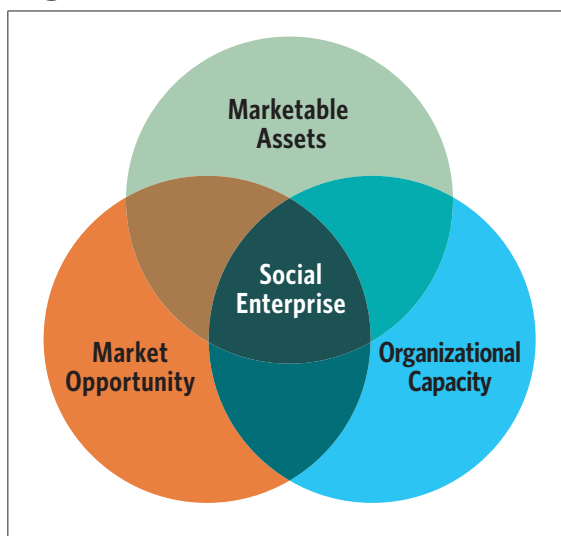 Marketable
Assets
Social
Enterprise
Market
Opportunity
Organizational
Capacity